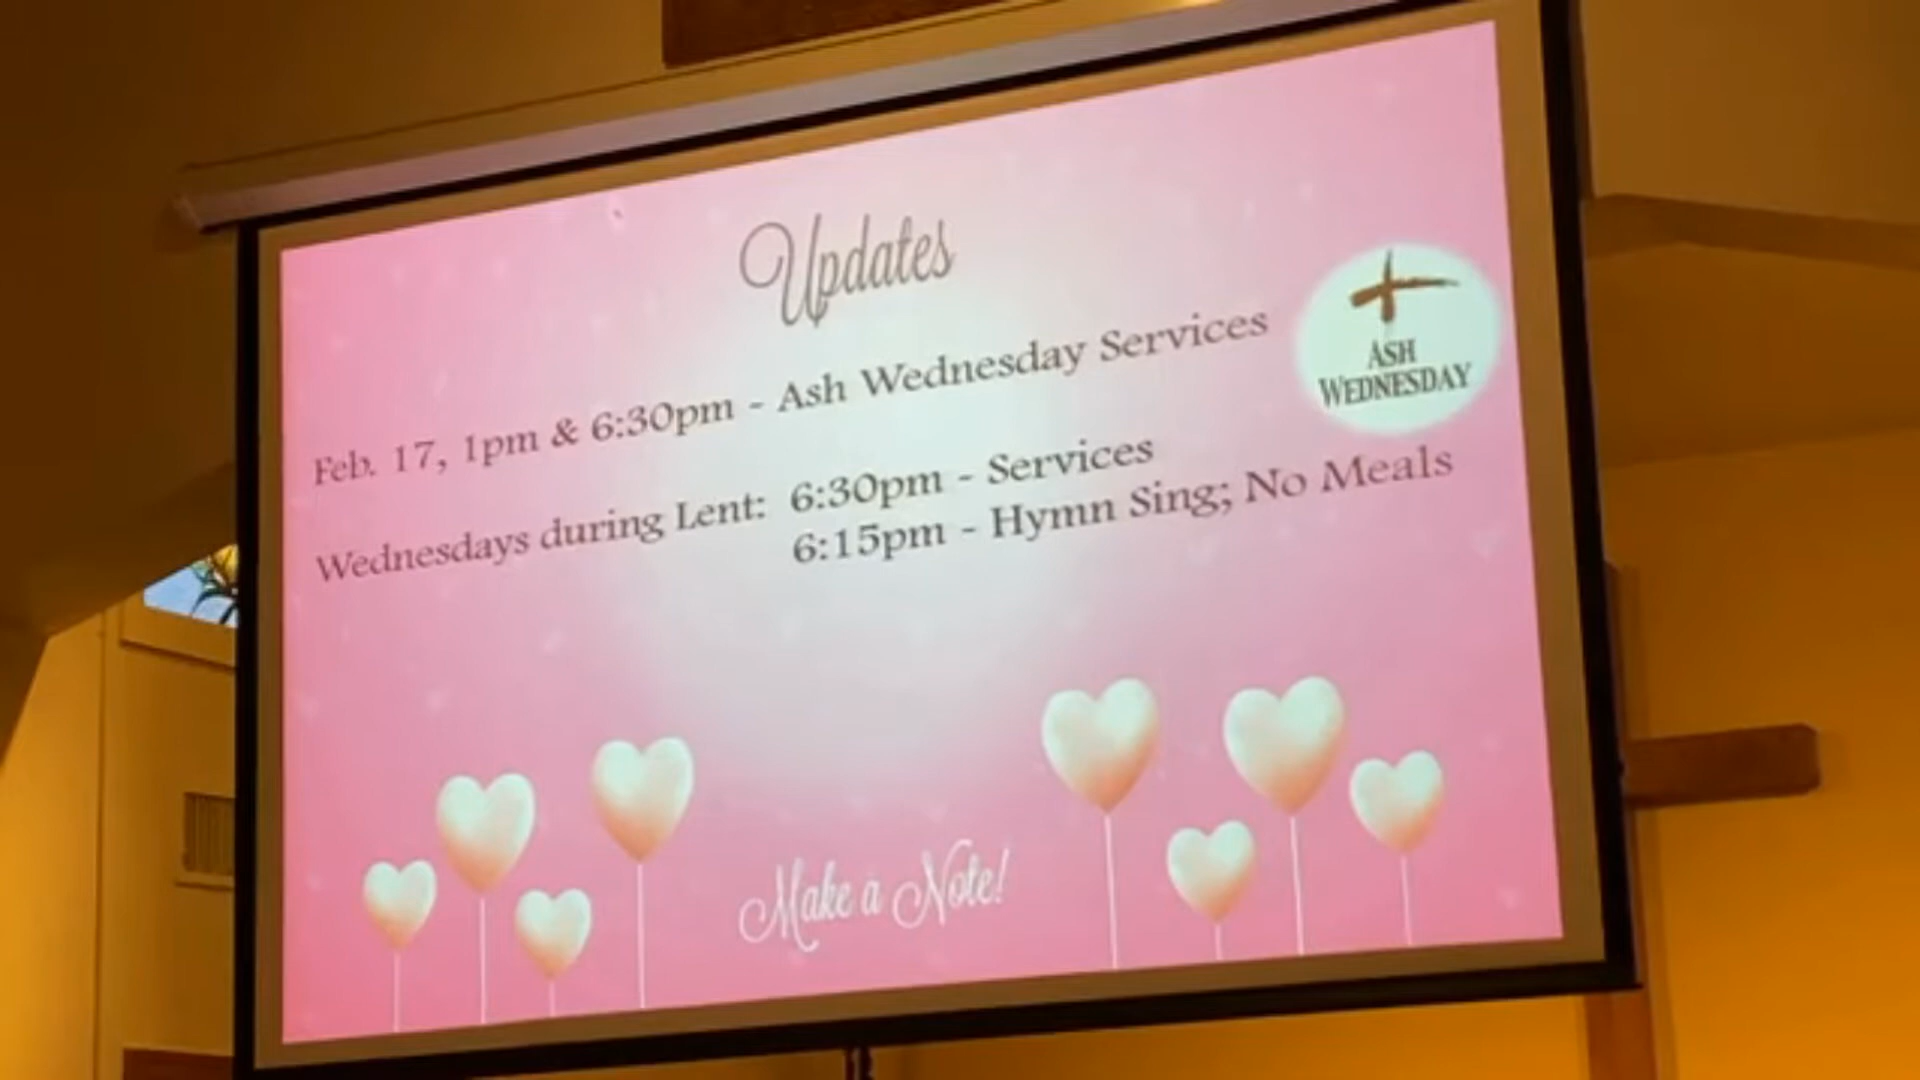 Updates
Feb. 17, 1pm & 6:30pm - Ash Wednesday Services
ASH
WEDNESDAY
Wednesdays during Lent: 6:30pm - Services
6:15pm - Hymn Sing; No Meals
Make a Note!